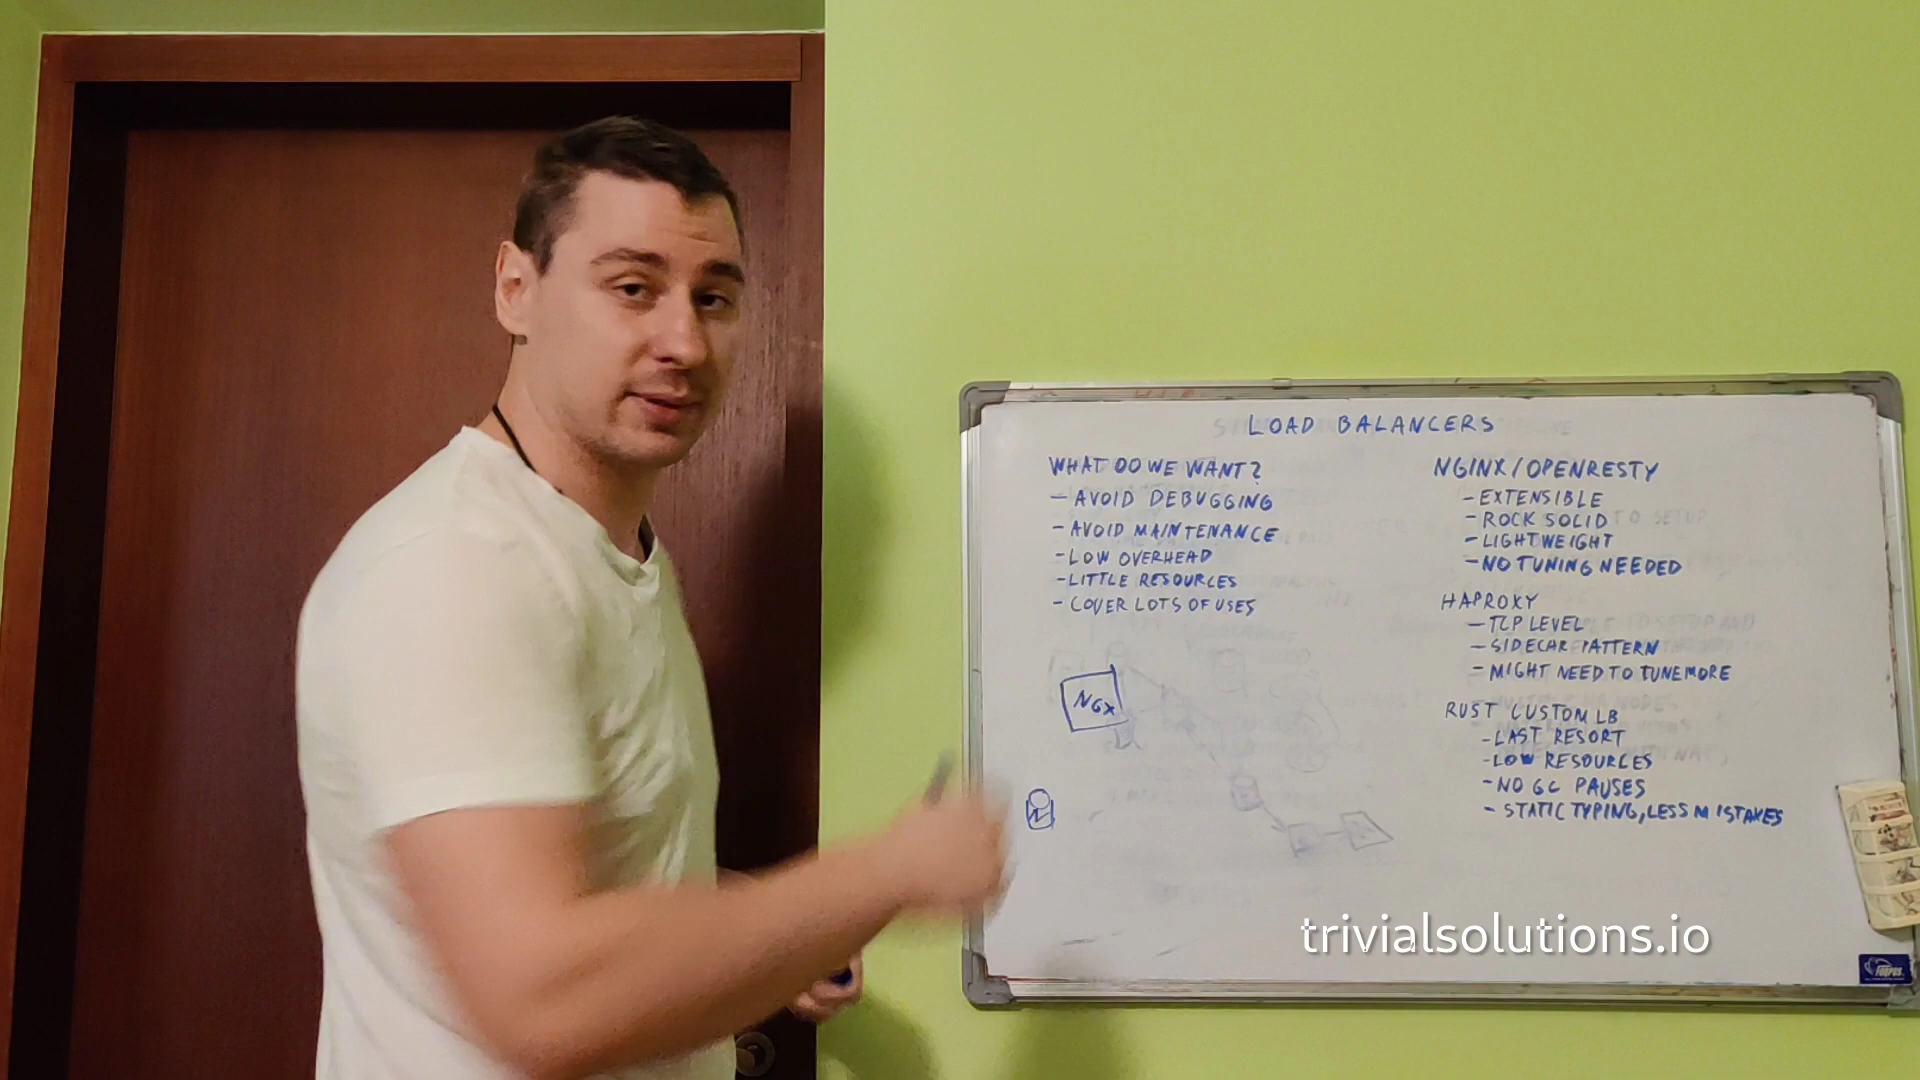 LOAD BALANCERS
WHAT DO WE WANT?
- AVOID DEBUGGING
- AVOID MAINTENANCE
- LOW OVERHEAD
- LITTLE RESOURCES
- COVER LOTS OF USES
NGX
NGINX/OPENRESTY
- EXTENSIBLE
- ROCK SOLID
- LIGHTWEIGHT
- NO TUNING NEEDED
HAPROXY
- TCP LEVEL
- SIDECAR PATTERN
- MIGHT NEED TO TUNE MORE
RUST CUSTOM LB
- LAST RESORT
- LOW RESOURCES
- NO GC PAUSES
- STATIC TYPING, LESS MISTAKES
trivialsolutions.io